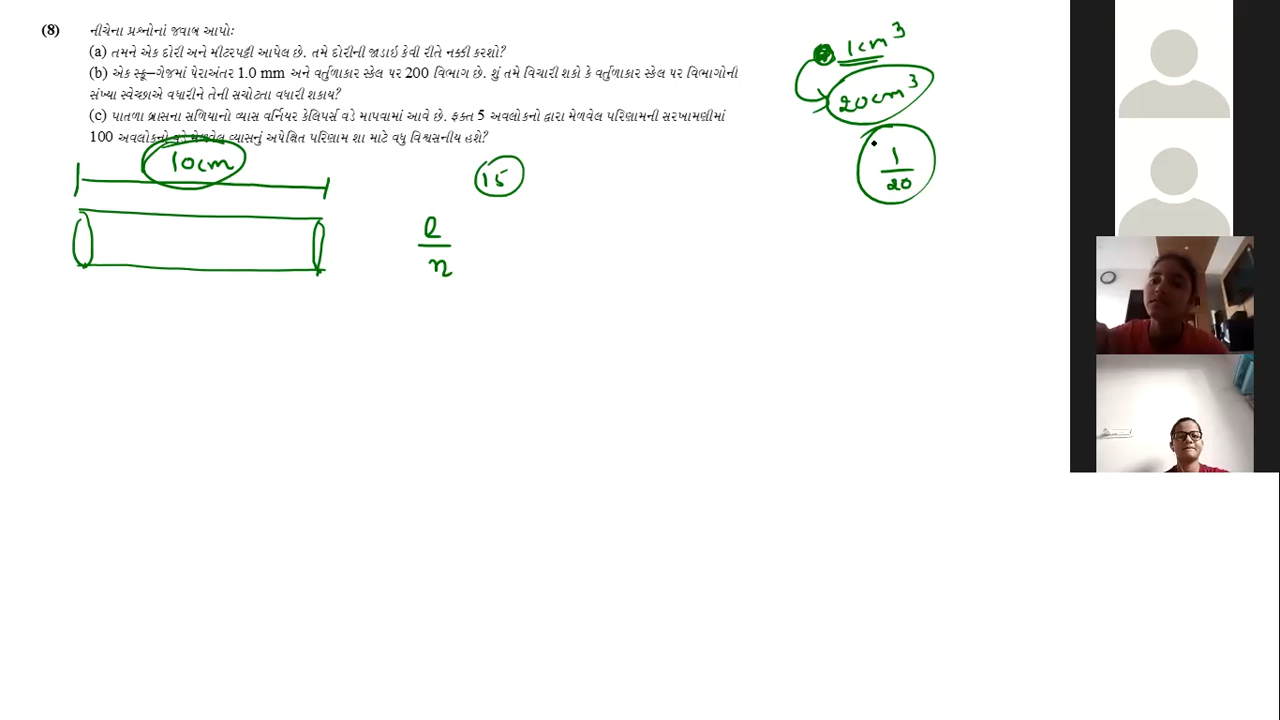 (8) નીચેના પ્રશ્નોનાં જવાબ આપોઃ
(a) તમને એક દોરી અને મીટરપટ્ટી આપેલ છે. તમે દોરીની જાડાઇ કેવી રીતે નક્કી કરશો?
(b) એક સ્ક્રૂ–ગેજમાં પેરાઅંતર 1.0 mm અને વર્તુળાકાર સ્કેલ પર 200 વિભાગ છે. શું તમે વિચારી શકો કે વર્તુળાકાર સ્કેલ પર વિભાગોની
સંખ્યા સ્વેચ્છાએ વધારીને તેની સચોટતા વધારી શકાય?
(c) પાતળા બ્રાસના સળિયાનો વ્યાસ વર્નિયર કેલિપર્સ વડે માપવામાં આવે છે. ફક્ત 5 અવલોકનો દ્વારા મેળવેલ પરિણામની સરખામણીમાં
100 અવલોકનો વડે મેળવેલ વ્યાસનું અપેક્ષિત પરિણામ શા માટે વધુ વિશ્વસનીય હશે?
1cm³
20cm³
1
20
10cm
15
l
n